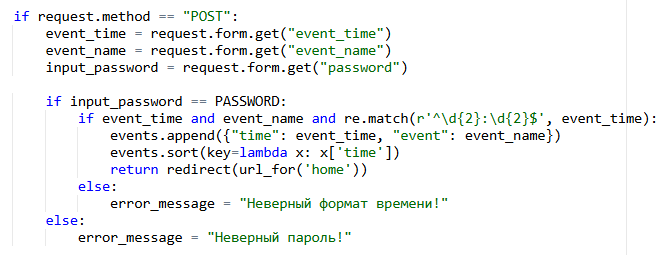 if request.method == "POST":
    event_time = request.form.get("event_time")
    event_name = request.form.get("event_name")
    input_password = request.form.get("password")

    if input_password == PASSWORD:
        if event_time and event_name and re.match(r'^\d{2}:\d{2}$', event_time):
            events.append({"time": event_time, "event": event_name})
            events.sort(key=lambda x: x['time'])
            return redirect(url_for('home'))
        else:
            error_message = "Неверный формат времени!"
    else:
        error_message = "Неверный пароль!"